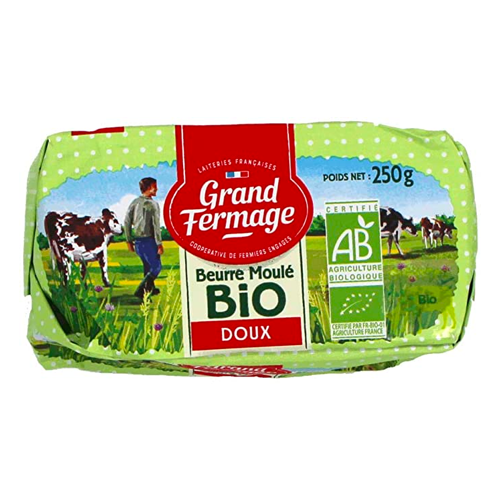 LAITERIES FRANÇAISES
Grand
Fermage
COOPÉRATIVE DE FERMIERS ENGAGÉS
Beurre Moulé
BiO
DOUX
POIDS NET : 250g
CERTIFIÉ
AB
AGRICULTURE
BIOLOGIQUE
CERTIFIÉ PAR FR-BIO-01
AGRICULTURE FRANCE
Bio
Grand